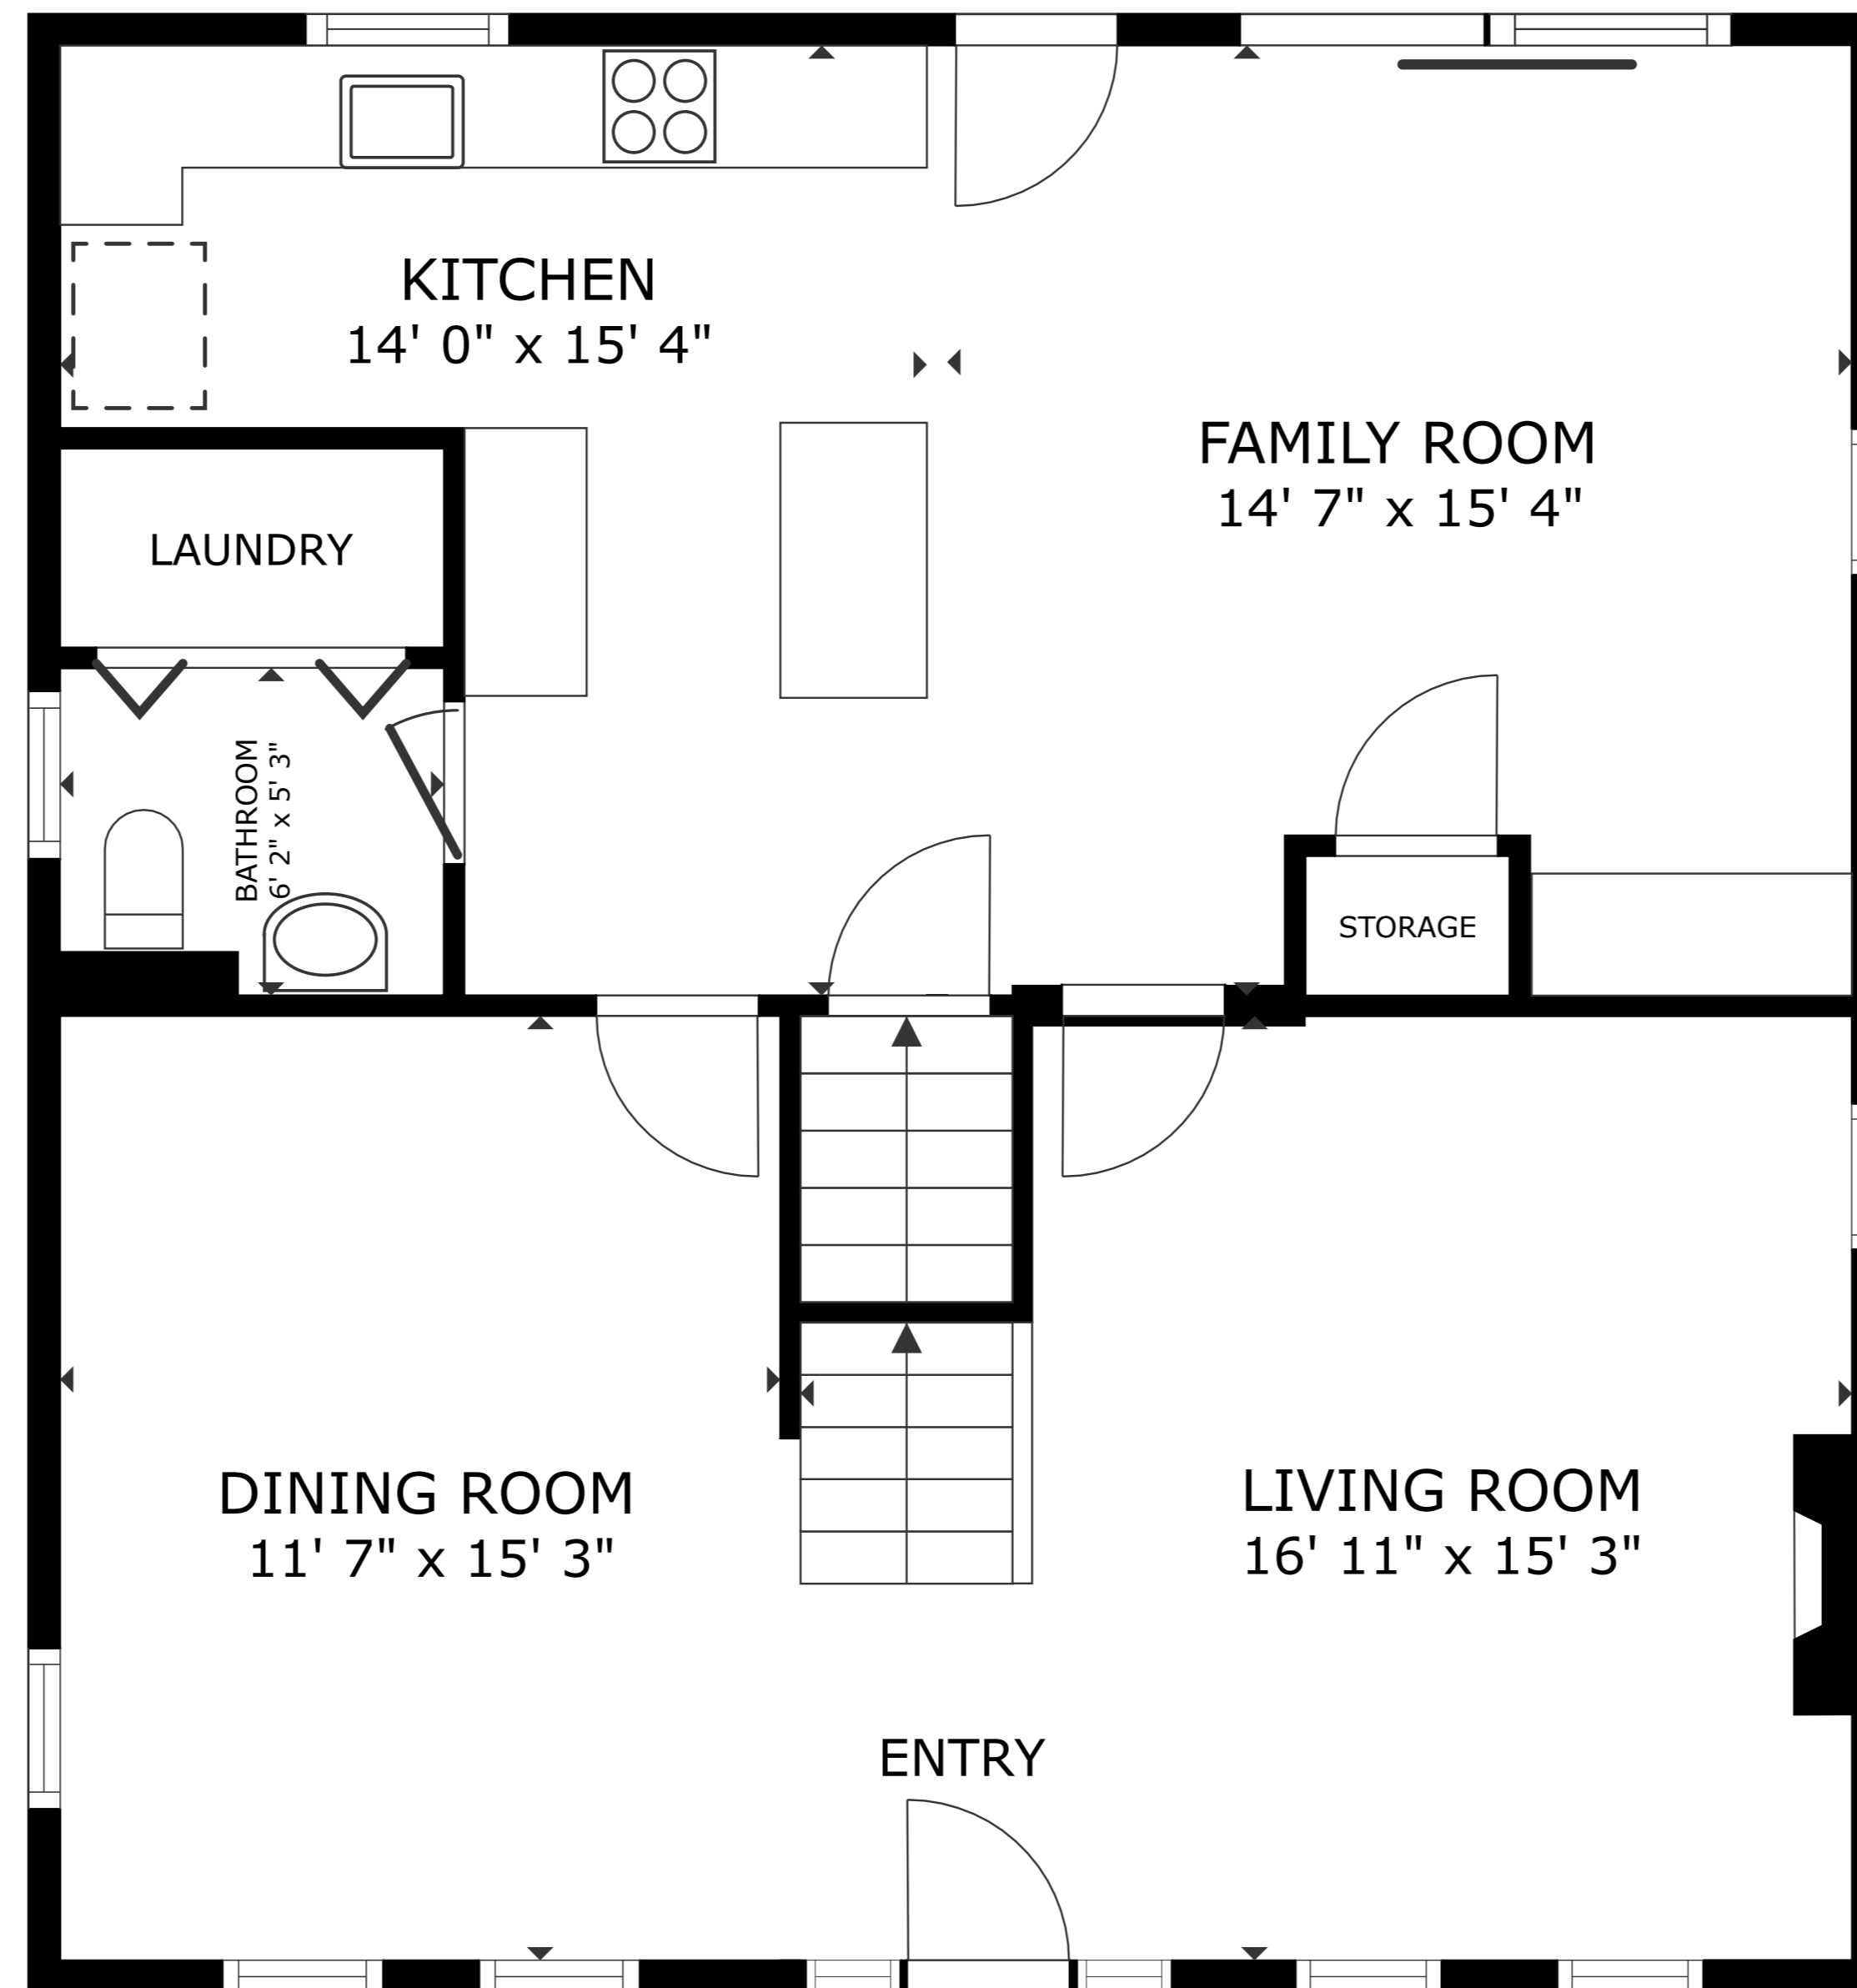 KITCHEN
14' 0" x 15' 4"
FAMILY ROOM
14' 7" x 15' 4"
LAUNDRY
BATHROOM
6' 2" x 5' 3"
STORAGE
DINING ROOM
11' 7" x 15' 3"
LIVING ROOM
16' 11" x 15' 3"
ENTRY